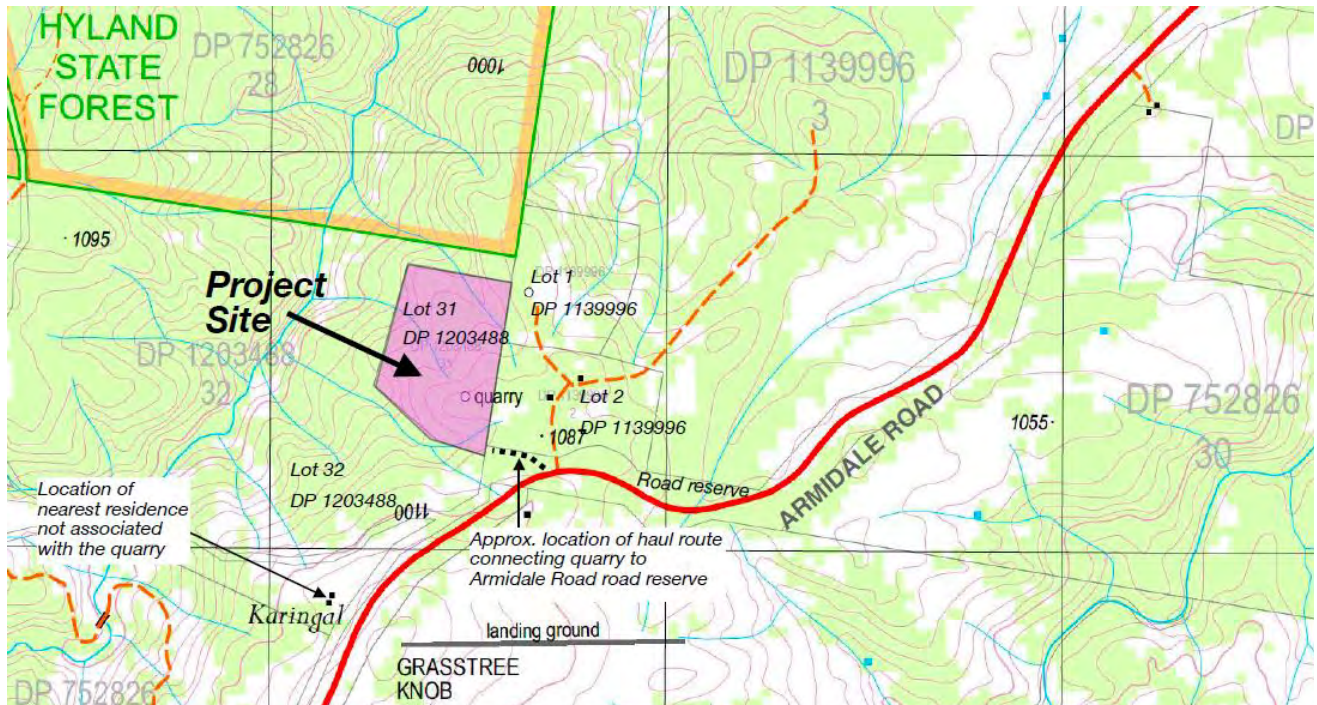 HYLAND
STATE
FOREST
DP 752826
28
1000
DP 1139996
3
DP
1095
Project
Site
Lot 31
DP 1203488
Lot 1
DP 1139996
DP 1203488
32
quarry
Lot 2
DP 1139996
2
1087
1055
DP 752826
30
Lot 32
DP 1203488
1100
Road reserve
ARMIDALE ROAD
Location of
nearest residence
not associated
with the quarry
Approx. location of haul route
connecting quarry to
Armidale Road road reserve
Karingal
landing ground
GRASSTREE
KNOB
DP 752826